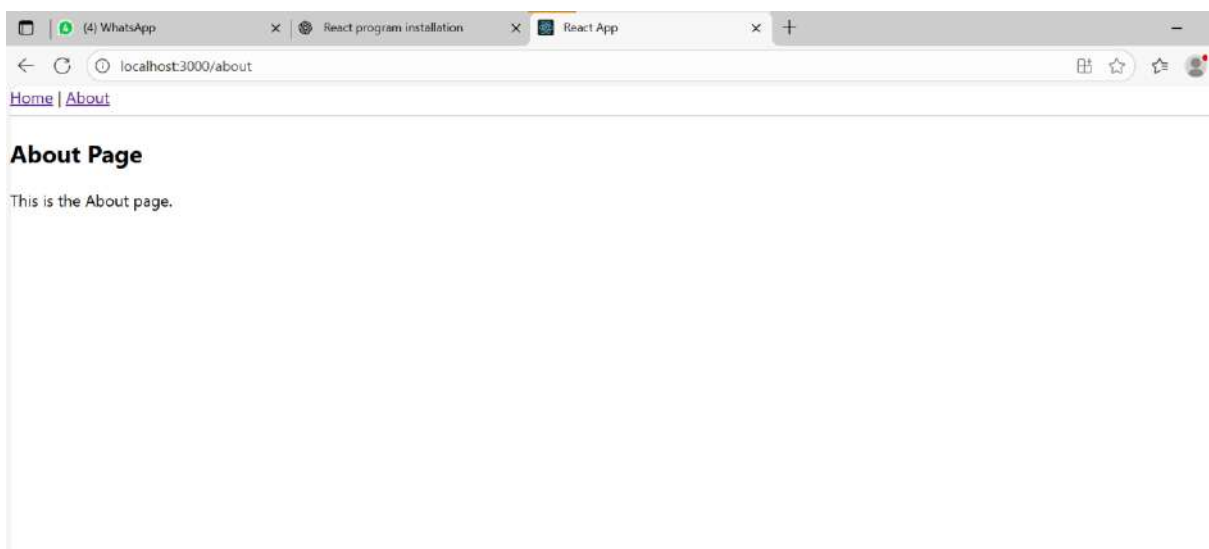 (4) WhatsApp
React program installation
React App
localhost:3000/about
Home | About
About Page
This is the About page.